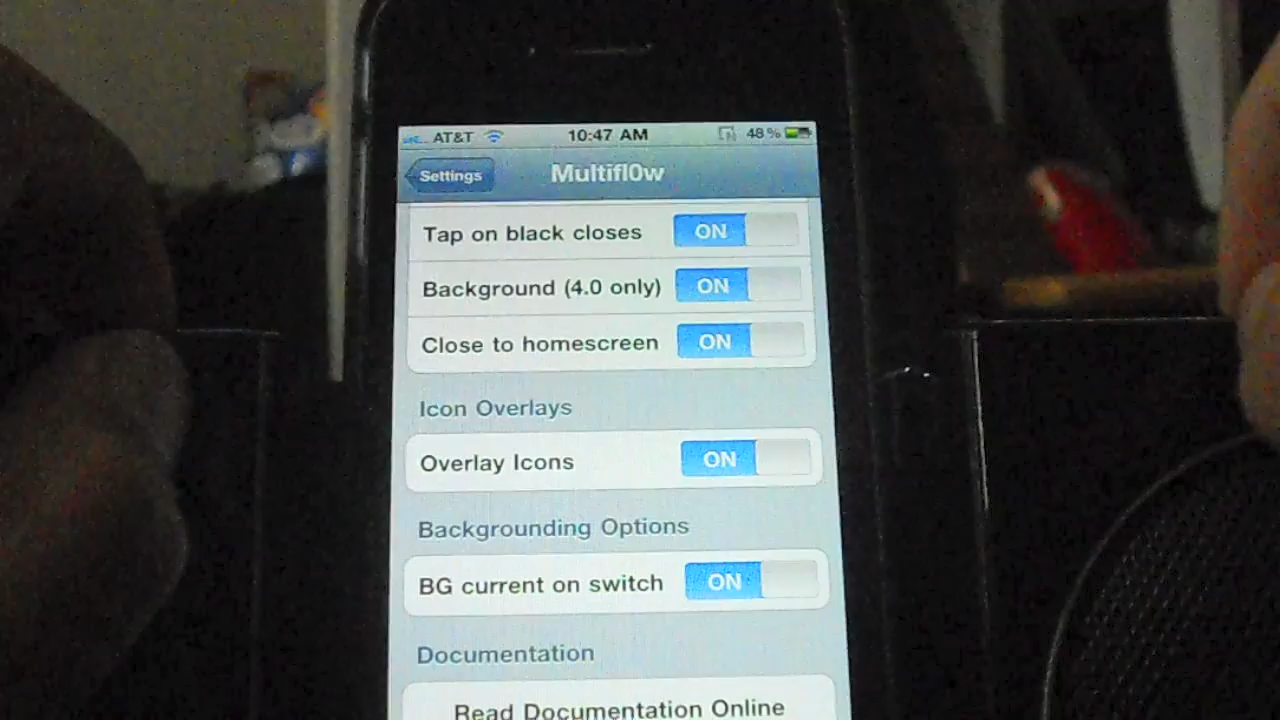 AT&T 10:47 AM 48%
Settings Multifl0w
Tap on black closes ON
Background (4.0 only) ON
Close to homescreen ON
Icon Overlays
Overlay Icons ON
Backgrounding Options
BG current on switch ON
Documentation
Read Documentation Online